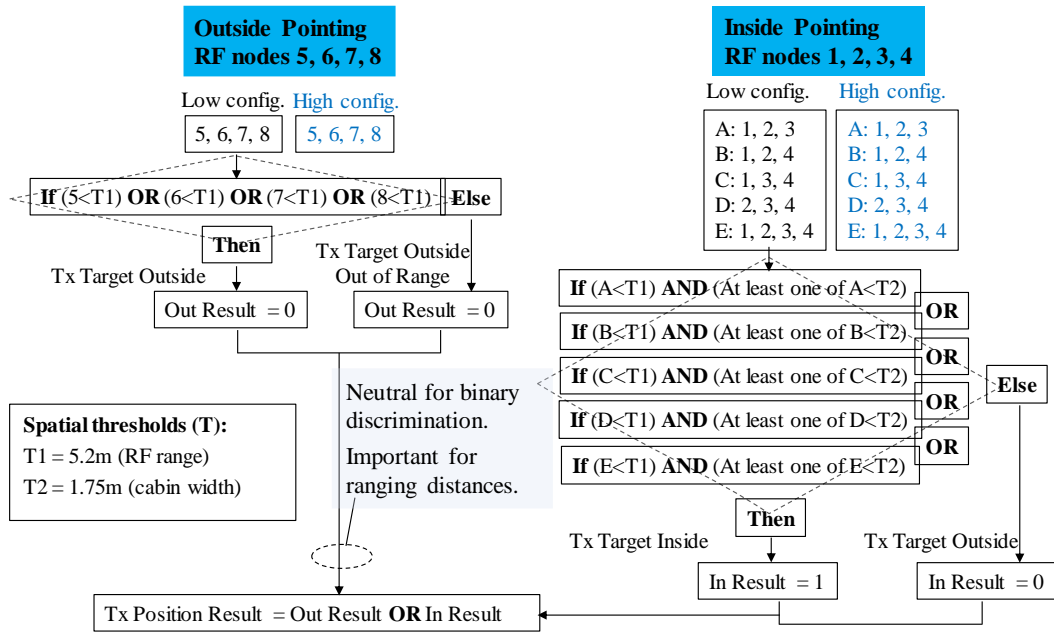 Outside Pointing
RF nodes 5, 6, 7, 8
Low config.
High config.
5, 6, 7, 8
5, 6, 7, 8
If (5<T1) OR (6<T1) OR (7<T1) OR (8<T1)
Else
Then
Tx Target Outside
Tx Target Outside
Out of Range
Out Result = 0
Out Result = 0
Neutral for binary
discrimination.
Important for
ranging distances.
Spatial thresholds (T):
T1 = 5.2m (RF range)
T2 = 1.75m (cabin width)
Inside Pointing
RF nodes 1, 2, 3, 4
Low config.
High config.
A: 1, 2, 3
B: 1, 2, 4
C: 1, 3, 4
D: 2, 3, 4
E: 1, 2, 3, 4
A: 1, 2, 3
B: 1, 2, 4
C: 1, 3, 4
D: 2, 3, 4
E: 1, 2, 3, 4
If (A<T1) AND (At least one of A<T2)
OR
If (B<T1) AND (At least one of B<T2)
OR
If (C<T1) AND (At least one of C<T2)
Else
OR
If (D<T1) AND (At least one of D<T2)
OR
If (E<T1) AND (At least one of E<T2)
Then
Tx Target Inside
Tx Target Outside
In Result = 1
In Result = 0
Tx Position Result = Out Result OR In Result